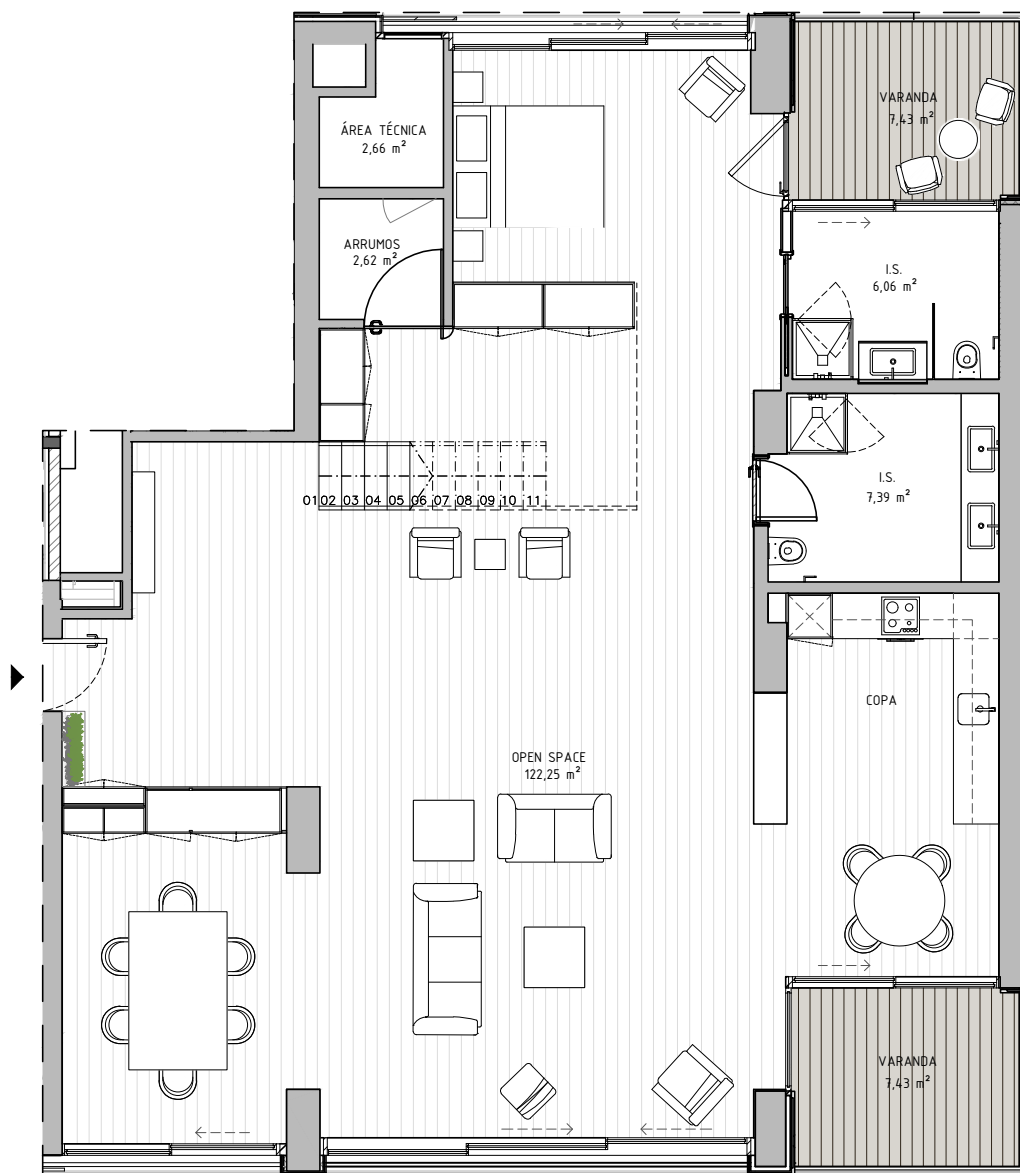 VARANDA
7,43 m²
ÁREA TÉCNICA
2,66 m²
ARRUMOS
2,62 m²
I.S.
6,06 m²
01 02 03 04 05 06 07 08 09 10 11
I.S.
7,39 m²
COPA
OPEN SPACE
122,25 m²
VARANDA
7,43 m²